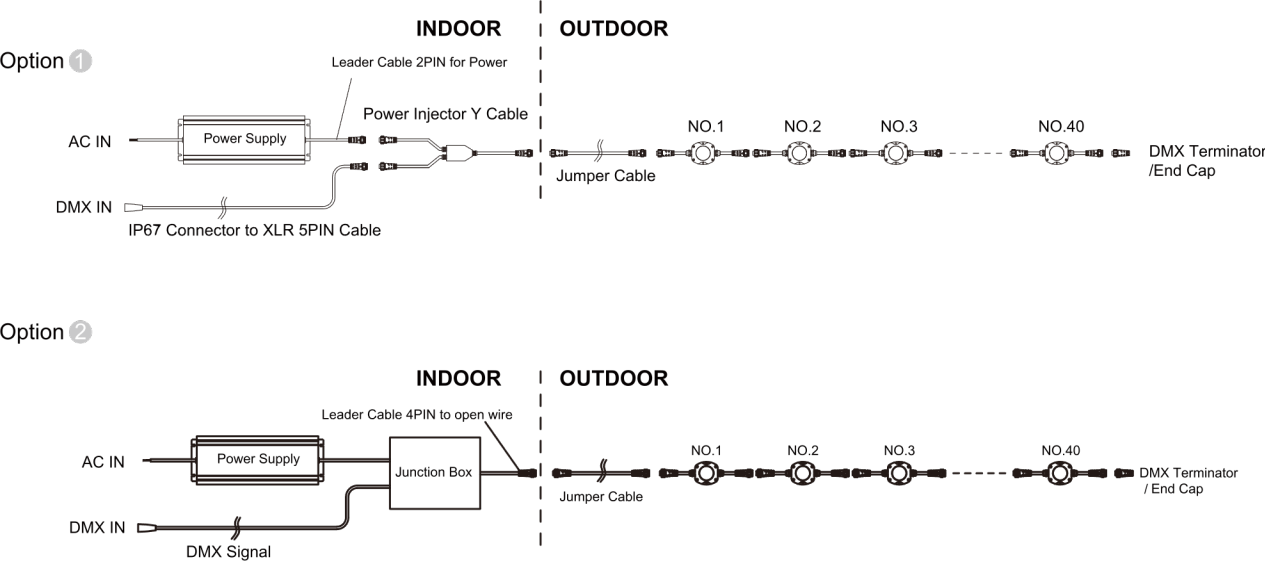 INDOOR
OUTDOOR
Option 1
Leader Cable 2PIN for Power
Power Injector Y Cable
AC IN
Power Supply
NO.1
NO.2
NO.3
NO.40
DMX Terminator
/End Cap
Jumper Cable
DMX IN
IP67 Connector to XLR 5PIN Cable
Option 2
INDOOR
OUTDOOR
Leader Cable 4PIN to open wire
AC IN
Power Supply
Junction Box
NO.1
NO.2
NO.3
NO.40
DMX Terminator
/ End Cap
Jumper Cable
DMX IN
DMX Signal